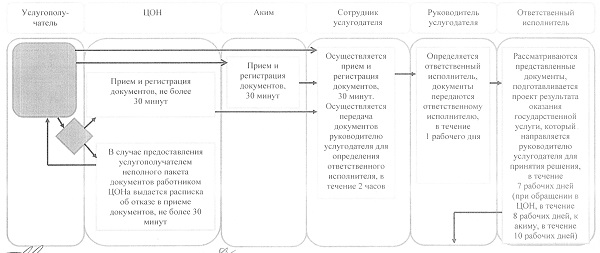 Услугополу-
чатель
ЦОН
Аким
Сотрудник
услугодателя
Руководитель
услугодателя
Ответственный
исполнитель
Прием и регистрация
документов, не более
30 минут
В случае предоставления
услугополучателем
неполного пакета
документов работником
ЦОНа выдается расписка
об отказе в приеме
документов, не более 30
минут
Прием и
регистрация
документов,
30 минут
Осуществляется
прием и
регистрация
документов,
30 минут.
Осуществляется
передача
документов
руководителю
услугодателя для
определения
ответственного
исполнителя, в
течение 2 часов
Определяется
ответственный
исполнитель,
документы
передаются
ответственному
исполнителю,
в течение
1 рабочего дня
Рассматриваются
представленные
документы,
подготавливается
проект результата
оказания
государственной
услуги, который
направляется
руководителю
услугодателя для
принятия решения,
в течение
7 рабочих дней
(при обращении в
ЦОН, в течение
8 рабочих дней, к
акиму, в течение
10 рабочих дней)